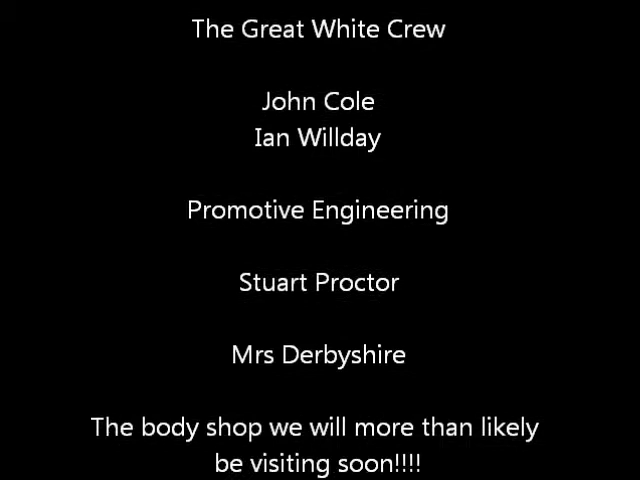 The Great White Crew
John Cole
Ian Willday
Promotive Engineering
Stuart Proctor
Mrs Derbyshire
The body shop we will more than likely
be visiting soon!!!!